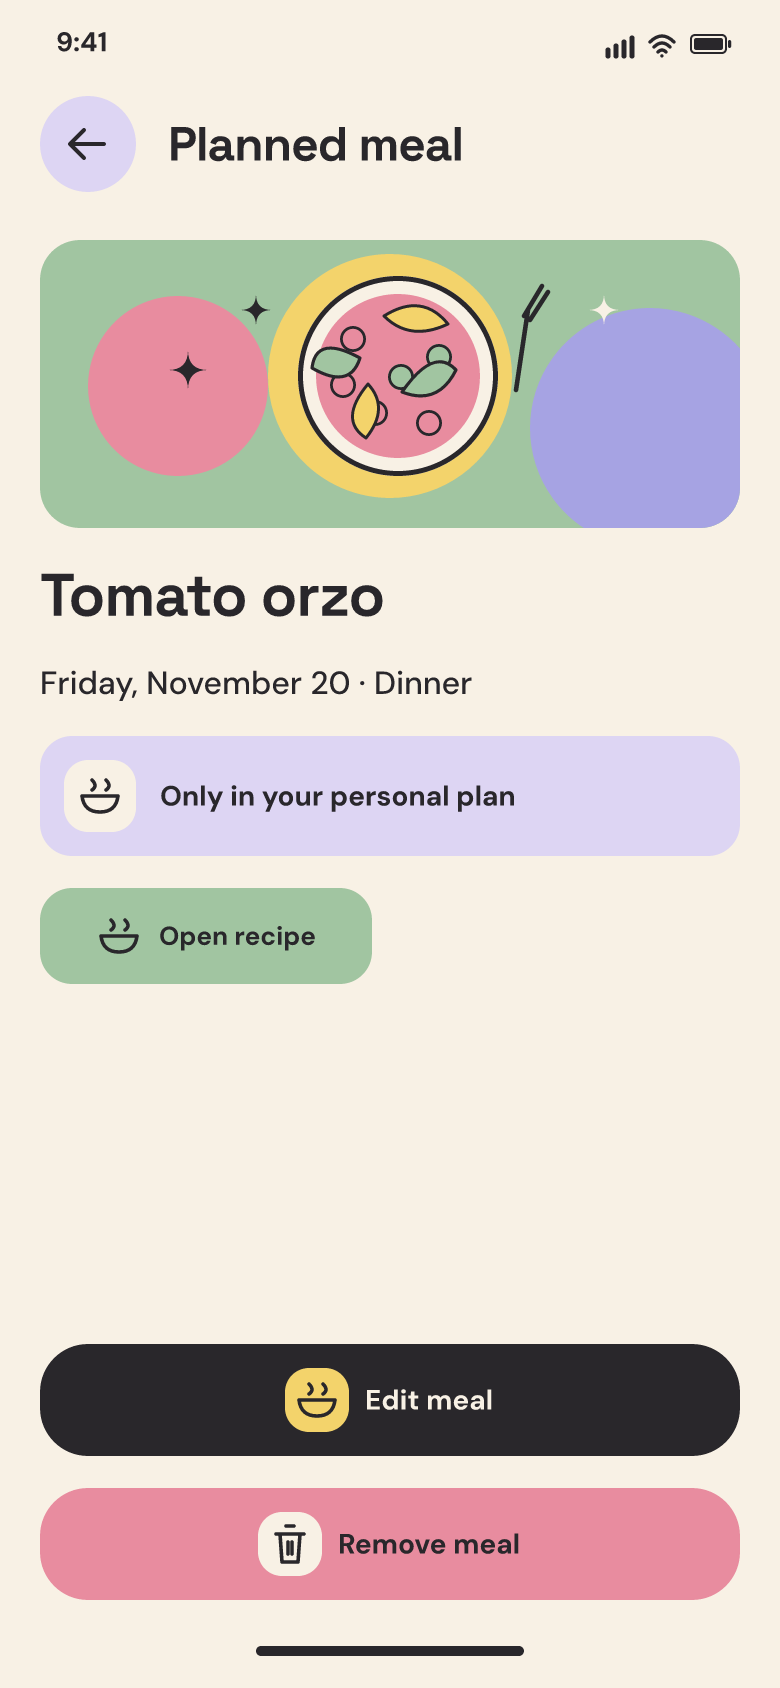 9:41
Planned meal
Tomato orzo
Friday, November 20 · Dinner
Only in your personal plan
Open recipe
Edit meal
Remove meal